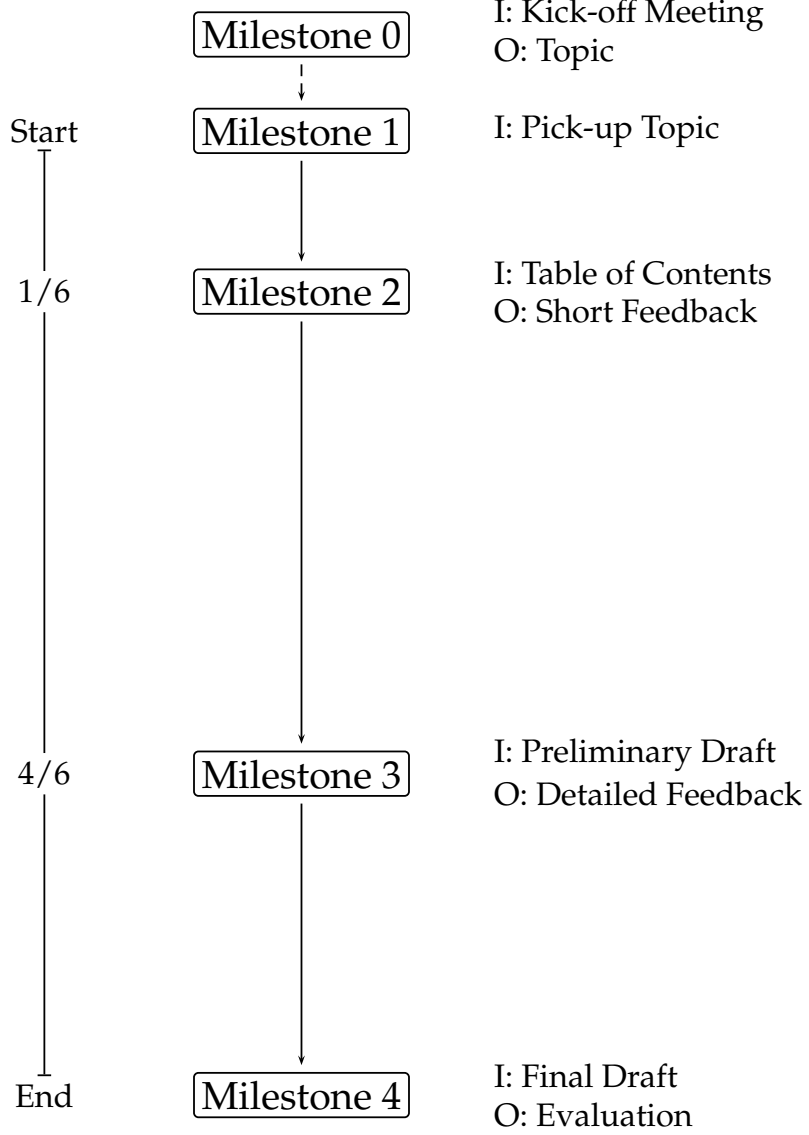 Milestone 0
I: Kick-off Meeting
O: Topic
Start
Milestone 1
I: Pick-up Topic
1/6
Milestone 2
I: Table of Contents
O: Short Feedback
4/6
Milestone 3
I: Preliminary Draft
O: Detailed Feedback
End
Milestone 4
I: Final Draft
O: Evaluation